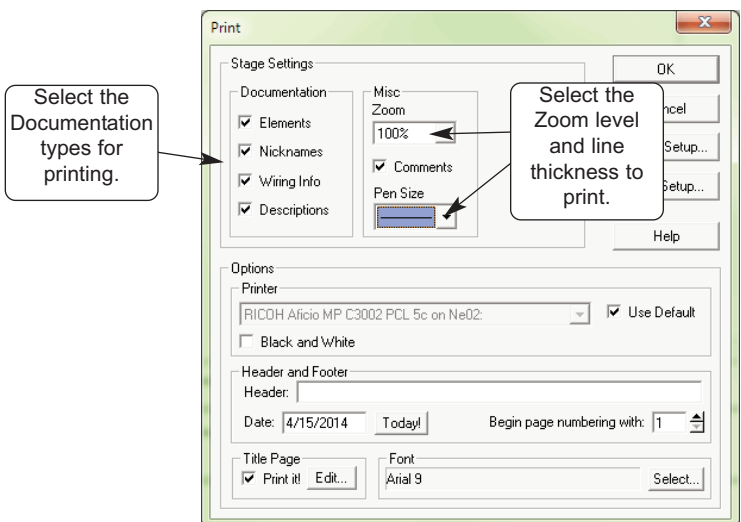 Print
Stage Settings
OK
Select the
Documentation
types for
printing.
Documentation
Elements
Nicknames
Wiring Info
Descriptions
Misc
Zoom
100%
Comments
Pen Size
Select the
Zoom level
and line
thickness to
print.
Setup...
Setup...
Help
Options
Printer
RICOH Aficio MP C3002 PCL 5c on Ne02:
Use Default
Black and White
Header and Footer
Header:
Date: 4/15/2014 Today! Begin page numbering with: 1
Title Page
Print it! Edit...
Font
Arial 9 Select...